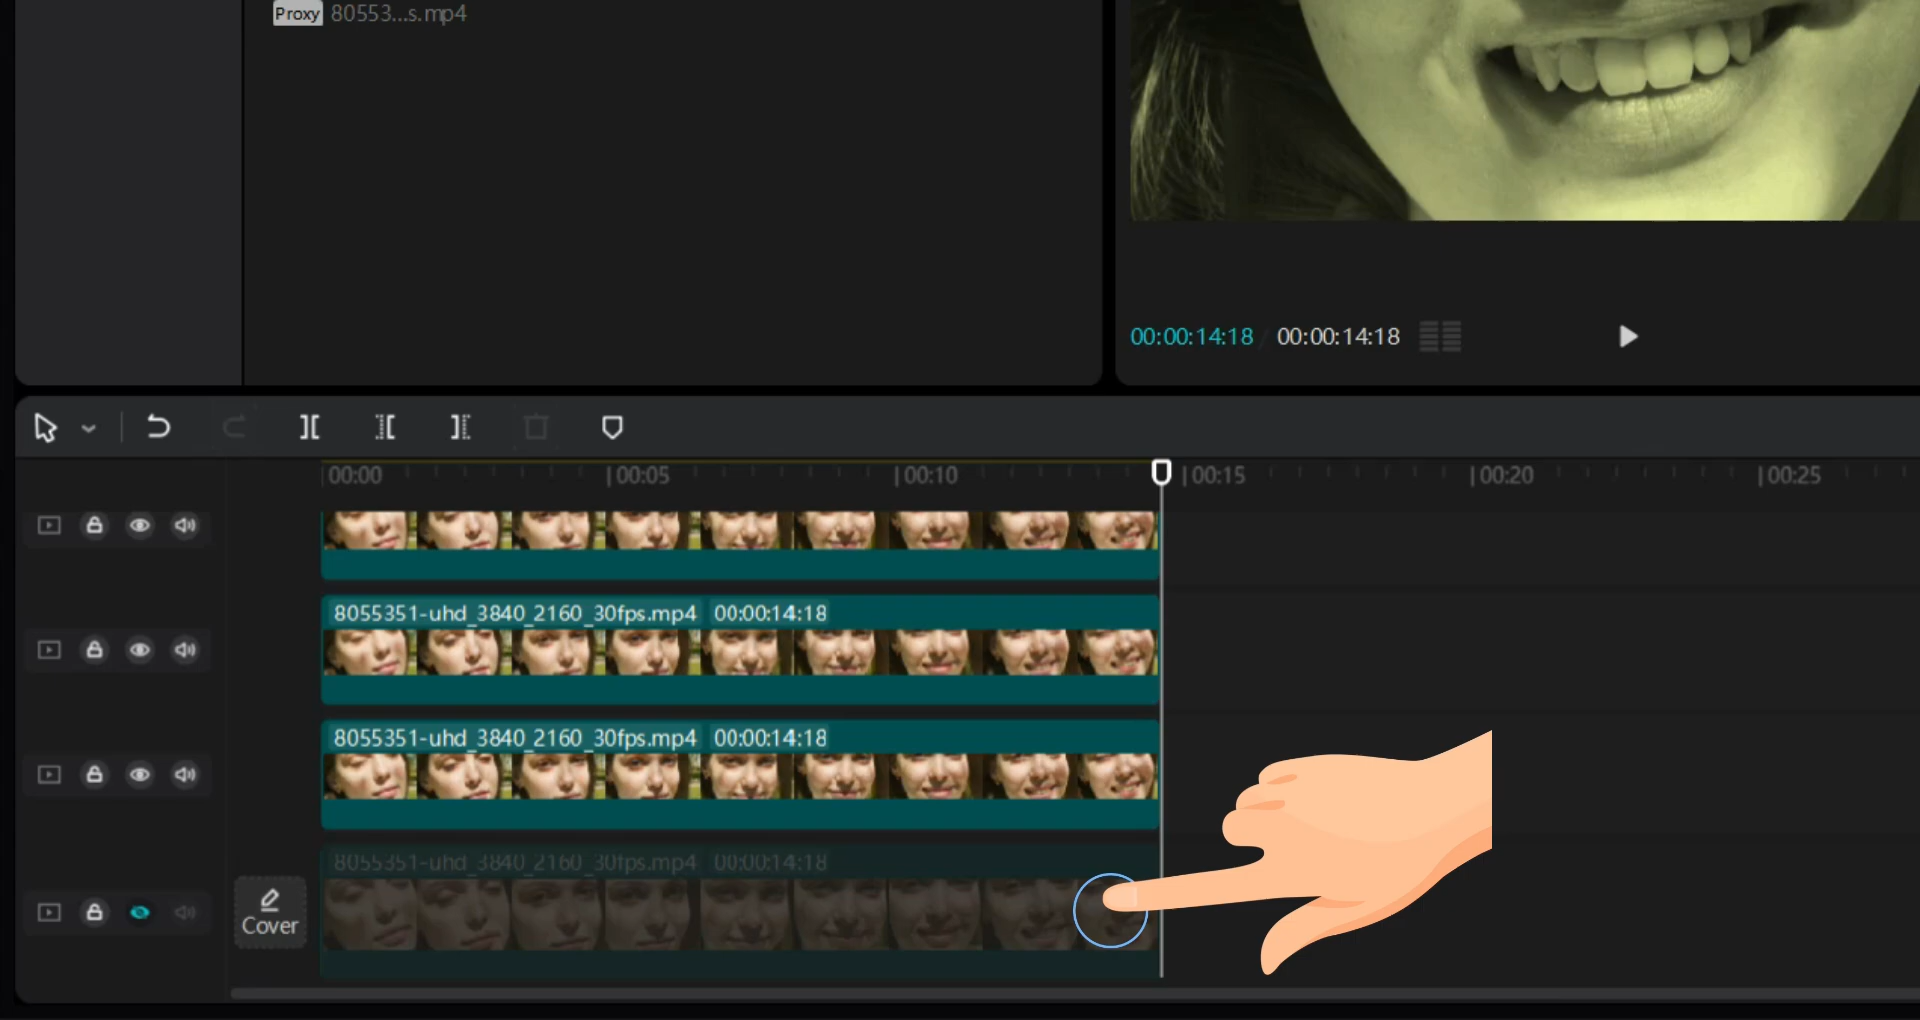 Proxy 80553...s.mp4
00:00:14:18 / 00:00:14:18
00:00 00:05 00:10 00:15 00:20 00:25
8055351-uhd_3840_2160_30fps.mp4 00:00:14:18
8055351-uhd_3840_2160_30fps.mp4 00:00:14:18
8055351-uhd_3840_2160_30fps.mp4 00:00:14:18
Cover